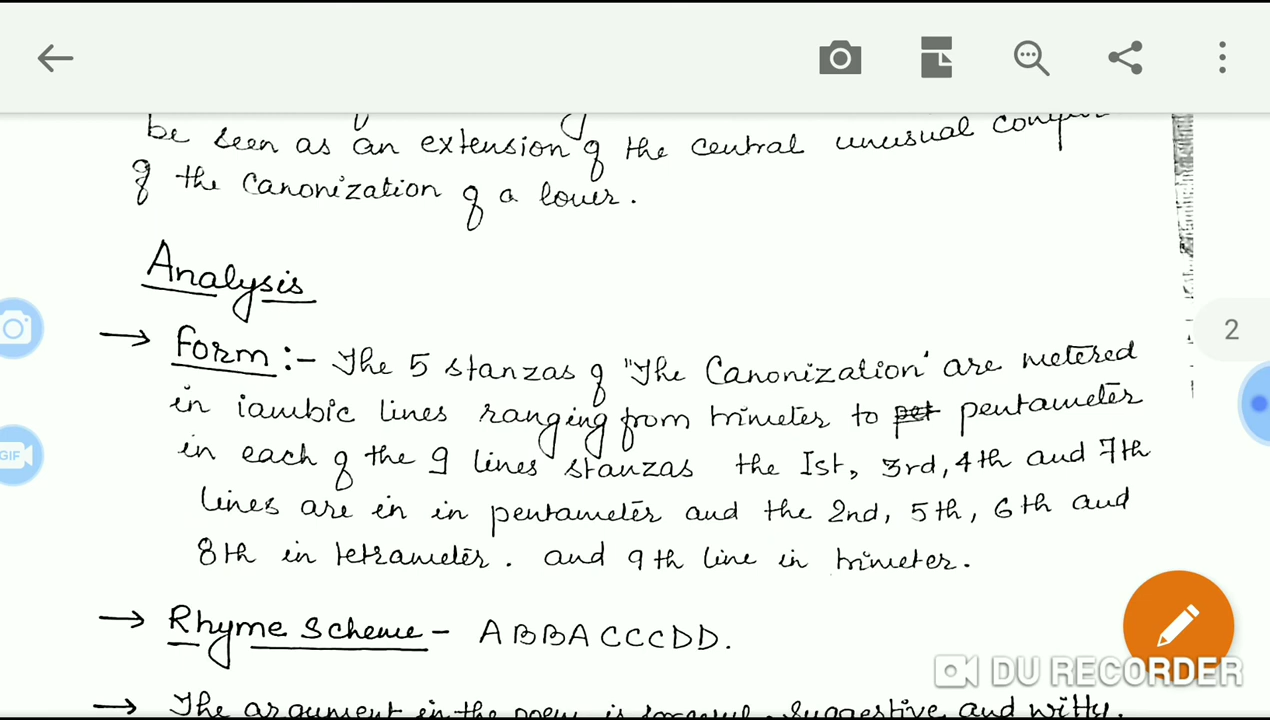 be seen as an extension of the central unusual
of the canonization of a lover.
Analysis
→ Form :- The 5 stanzas of "The Canonization' are metered
in iambic lines ranging from trimeter to pet pentameter
in each of the 9 lines stanzas the Ist, 3rd, 4th and 7th
lines are in in pentameter and the 2nd, 5th, 6th and
8th in tetrameter. and 9th line in trimeter.
→ Rhyme Scheme - ABBACCCDD.
→ The argument in the poem is forceful, suggestive and witty.
2
GIF
DU RECORDER